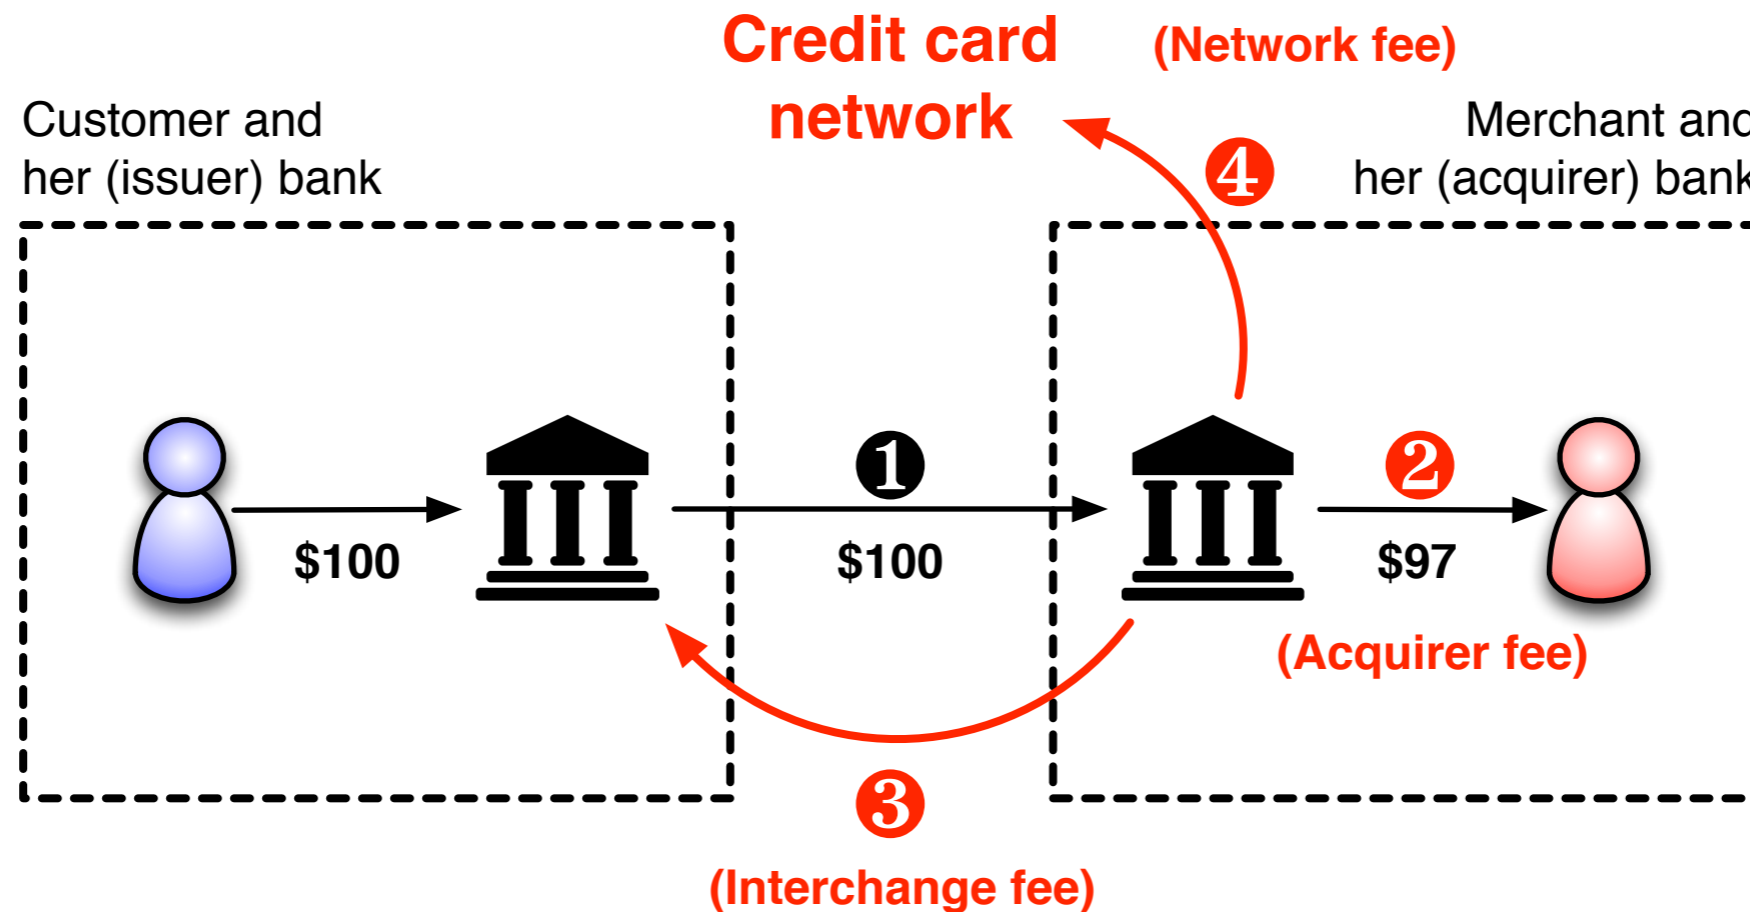 Credit card
network
(Network fee)
Customer and
her (issuer) bank
Merchant and
her (acquirer) bank
4
1
2
$100
$100
$97
(Acquirer fee)
3
(Interchange fee)